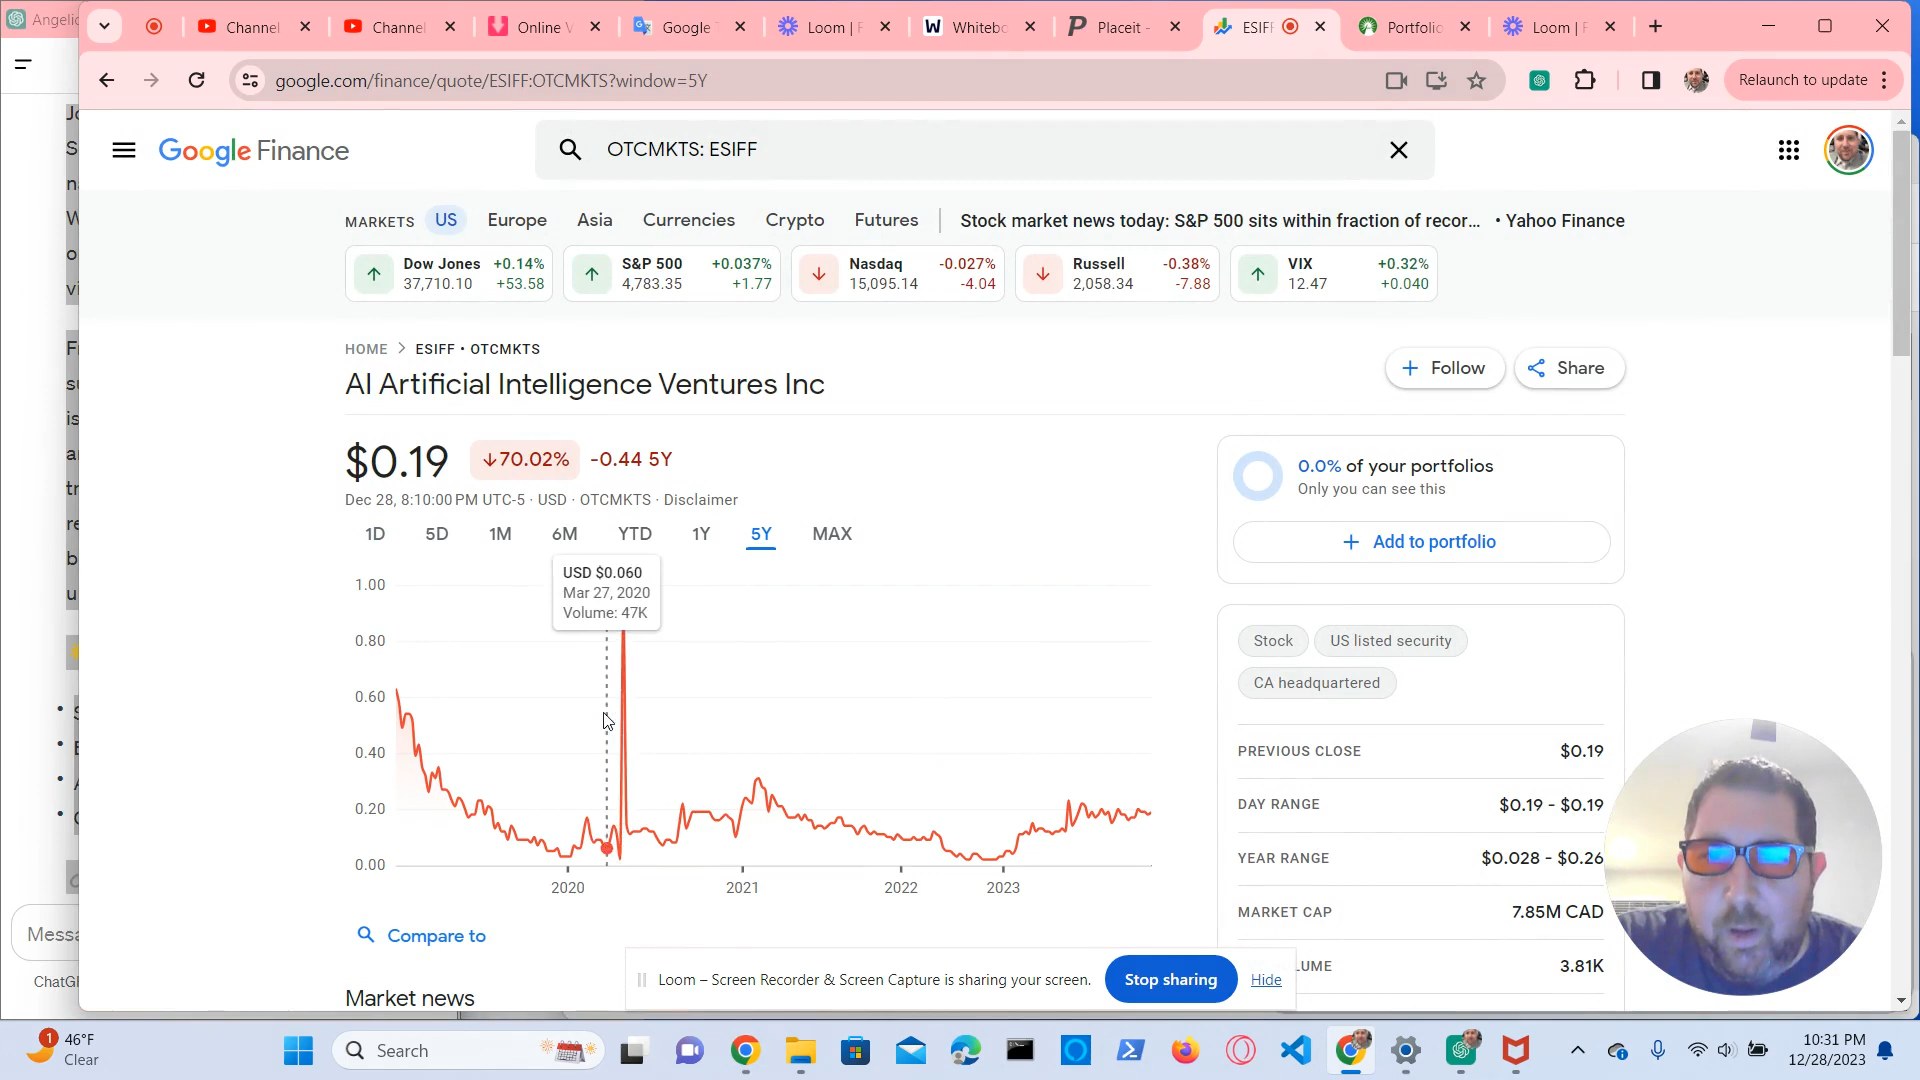 Angelic
Channel
Channel
Online V
Google T
Loom | F
Whitebo
Placeit -
ESIFF
Portfolio
Loom | F
google.com/finance/quote/ESIFF:OTCMKTS?window=5Y
Relaunch to update
Google Finance
OTCMKTS: ESIFF
MARKETS
US
Europe
Asia
Currencies
Crypto
Futures
Stock market news today: S&P 500 sits within fraction of recor... • Yahoo Finance
Dow Jones +0.14%
37,710.10 +53.58
S&P 500 +0.037%
4,783.35 +1.77
Nasdaq -0.027%
15,095.14 -4.04
Russell -0.38%
2,058.34 -7.88
VIX +0.32%
12.47 +0.040
HOME > ESIFF • OTCMKTS
AI Artificial Intelligence Ventures Inc
Follow
Share
$0.19 ↓70.02% -0.44 5Y
Dec 28, 8:10:00 PM UTC-5 · USD · OTCMKTS · Disclaimer
1D 5D 1M 6M YTD 1Y 5Y MAX
USD $0.060
Mar 27, 2020
Volume: 47K
1.00
0.80
0.60
0.40
0.20
0.00
2020 2021 2022 2023
Compare to
Market news
0.0% of your portfolios
Only you can see this
+ Add to portfolio
Stock
US listed security
CA headquartered
PREVIOUS CLOSE $0.19
DAY RANGE $0.19 - $0.19
YEAR RANGE $0.028 - $0.26
MARKET CAP 7.85M CAD
LUME 3.81K
Loom – Screen Recorder & Screen Capture is sharing your screen.
Stop sharing
Hide
Messa
ChatGP
1
46°F
Clear
Search
10:31 PM
12/28/2023